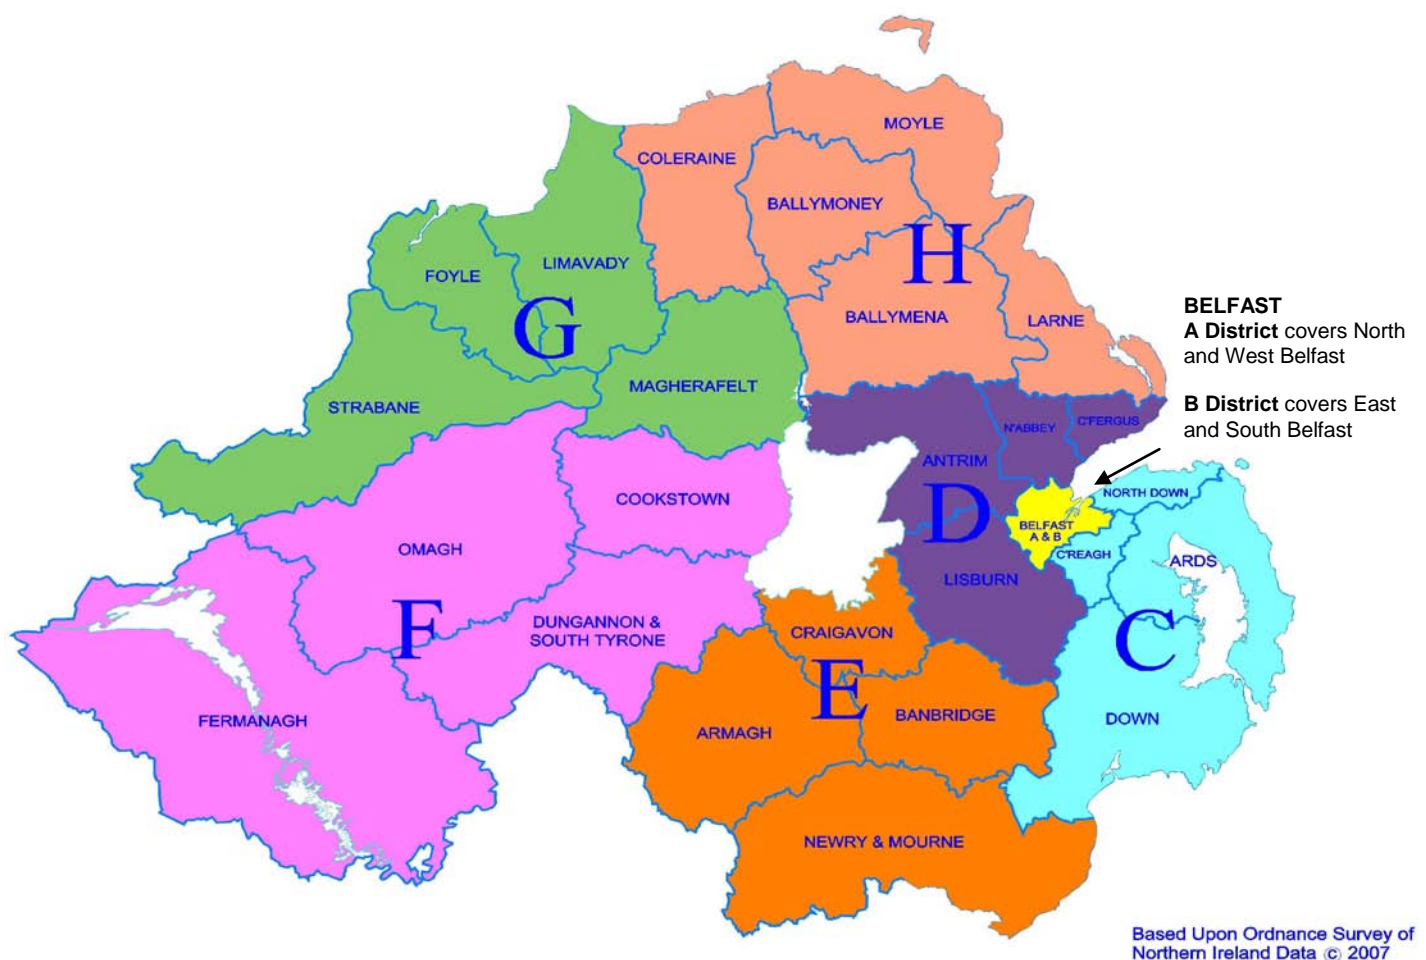 MOYLE
COLERAINE
BALLYMONEY
H
LIMAVADY
FOYLE
G
BALLYMENA
LARNE
MAGHERAFELT
STRABANE
BELFAST
A District covers North
and West Belfast
B District covers East
and South Belfast
N'ABBEY
C'FERGUS
ANTRIM
D
NORTH DOWN
COOKSTOWN
BELFAST
A & B
C'REAGH
OMAGH
ARDS
LISBURN
F
DUNGANNON &
SOUTH TYRONE
CRAIGAVON
C
E
FERMANAGH
ARMAGH
BANBRIDGE
DOWN
NEWRY & MOURNE
Based Upon Ordnance Survey of
Northern Ireland Data © 2007